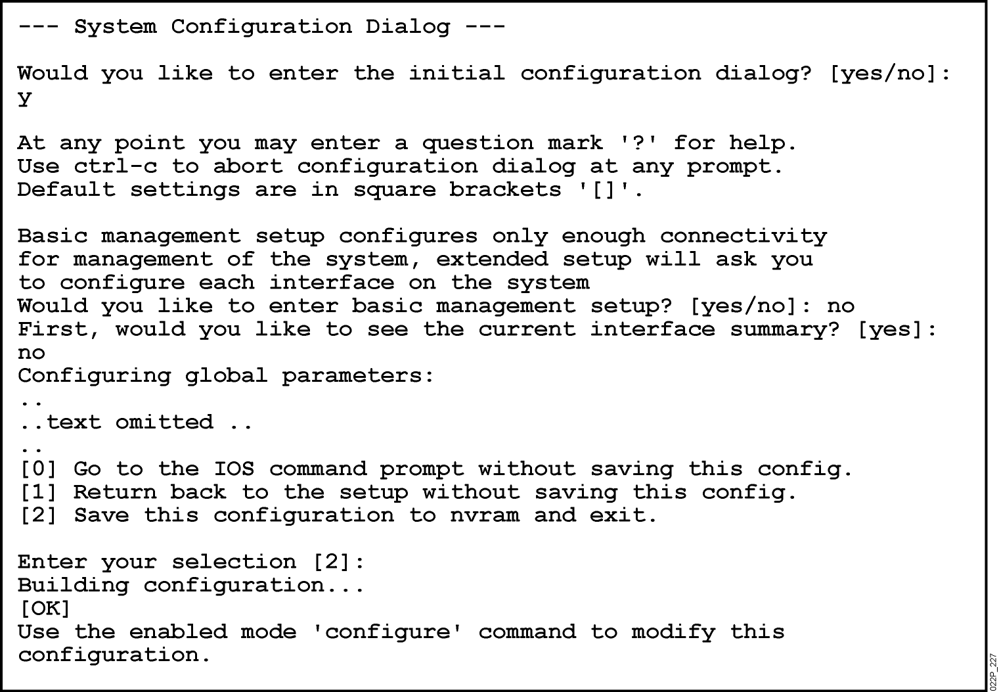 --- System Configuration Dialog ---
Would you like to enter the initial configuration dialog? [yes/no]:
y
At any point you may enter a question mark '?' for help.
Use ctrl-c to abort configuration dialog at any prompt.
Default settings are in square brackets '[]'.
Basic management setup configures only enough connectivity
for management of the system, extended setup will ask you
to configure each interface on the system
Would you like to enter basic management setup? [yes/no]: no
First, would you like to see the current interface summary? [yes]:
no
Configuring global parameters:
..
..text omitted ..
..
[0] Go to the IOS command prompt without saving this config.
[1] Return back to the setup without saving this config.
[2] Save this configuration to nvram and exit.
Enter your selection [2]:
Building configuration...
[OK]
Use the enabled mode 'configure' command to modify this
configuration.
022P_227